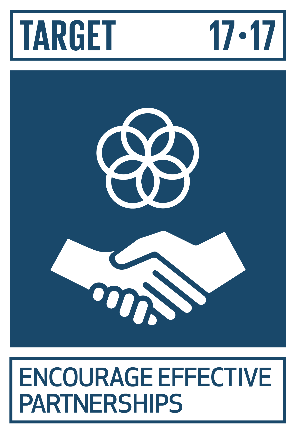 TARGET 17·17
ENCOURAGE EFFECTIVE
PARTNERSHIPS